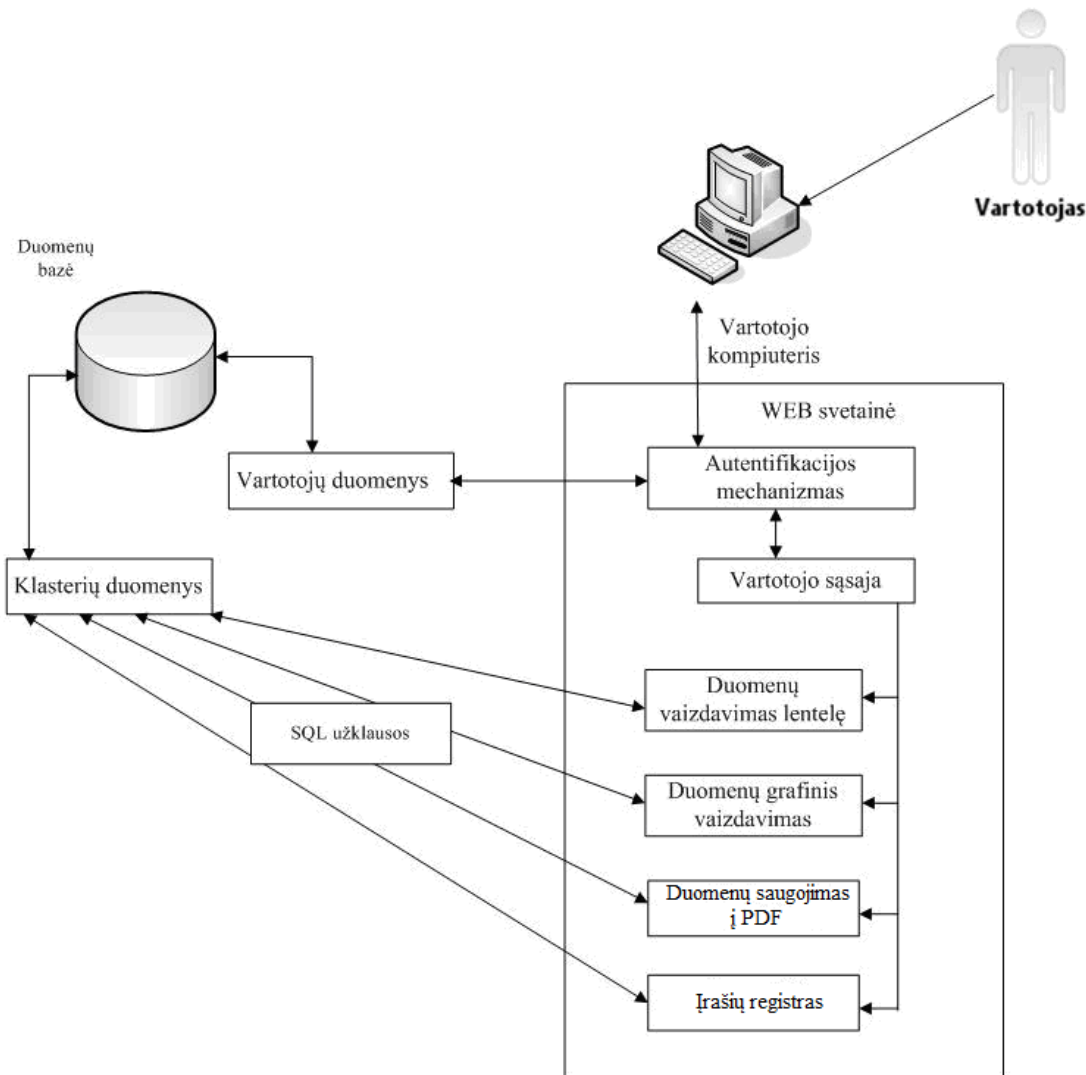 Vartotojas
Duomenų
bazė
Vartotojo
kompiuteris
WEB svetainė
Autentifikacijos
mechanizmas
Vartotojų duomenys
Vartotojo sąsaja
Klasterių duomenys
Duomenų
vaizdavimas lentelę
SQL užklausos
Duomenų grafinis
vaizdavimas
Duomenų saugojimas
į PDF
Įrašių registras